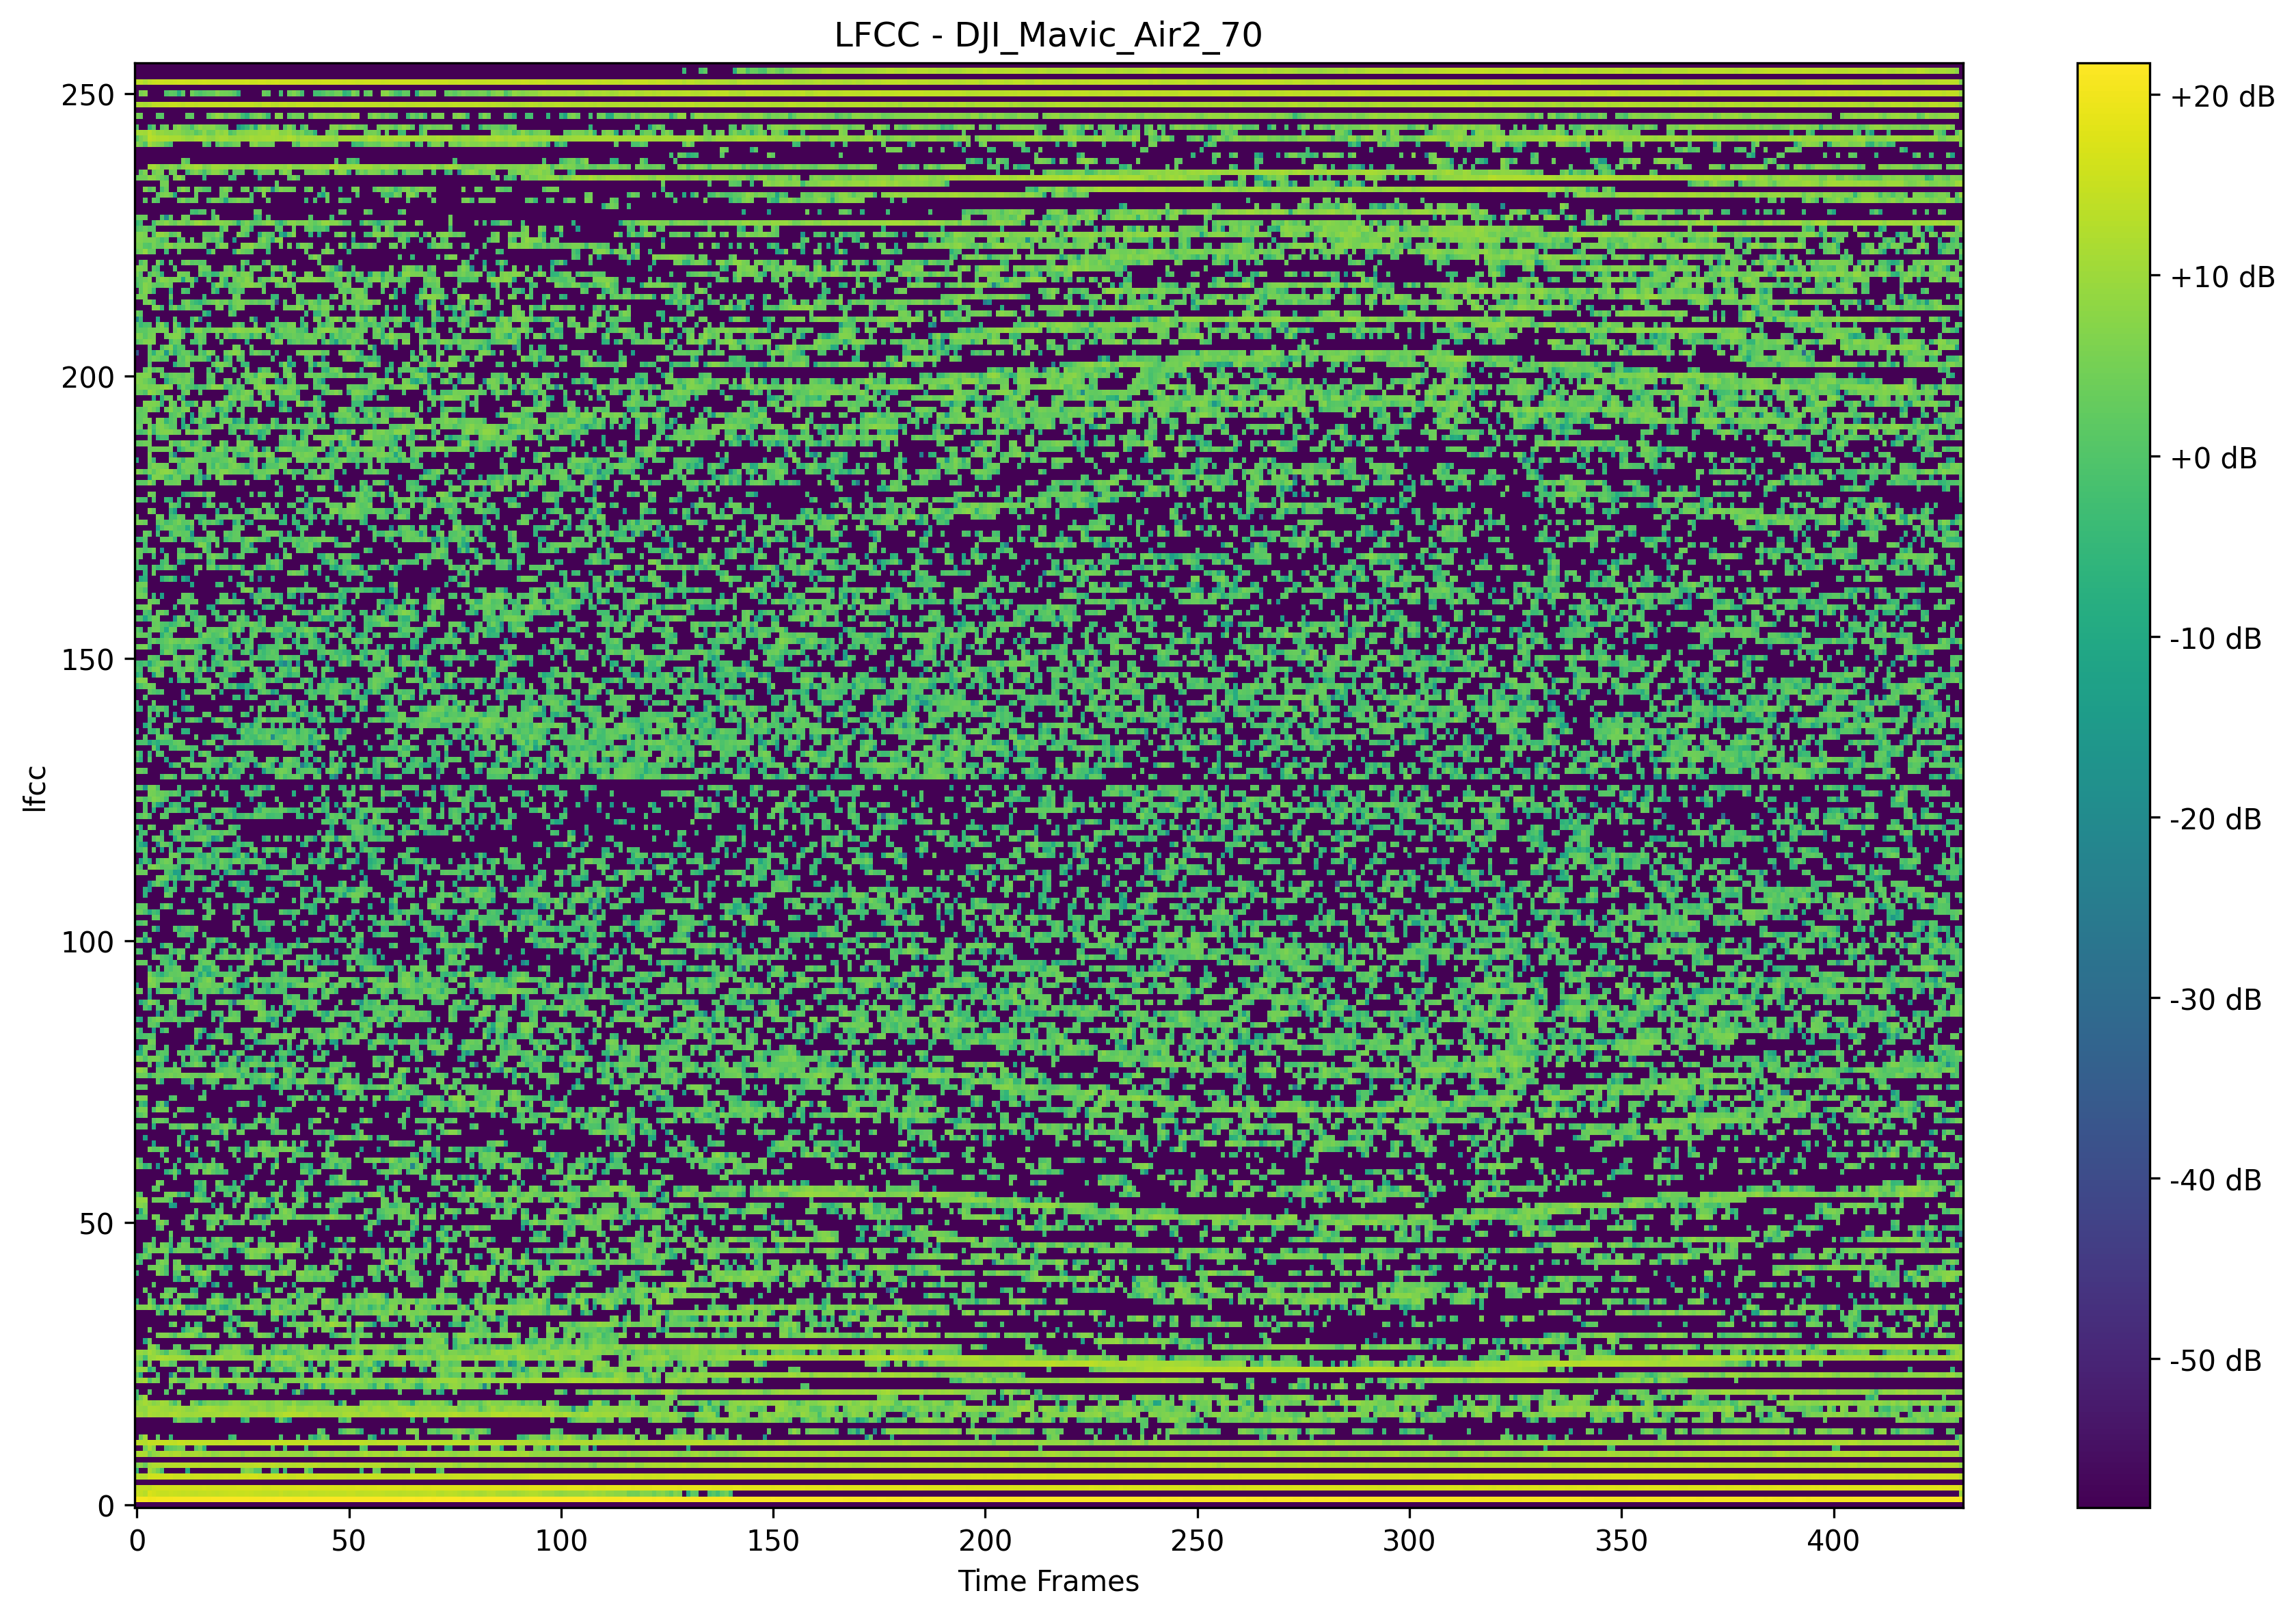 LFCC - DJI_Mavic_Air2_70
250
200
150
100
50
0
lfcc
0 50 100 150 200 250 300 350 400
Time Frames
+20 dB
+10 dB
+0 dB
-10 dB
-20 dB
-30 dB
-40 dB
-50 dB